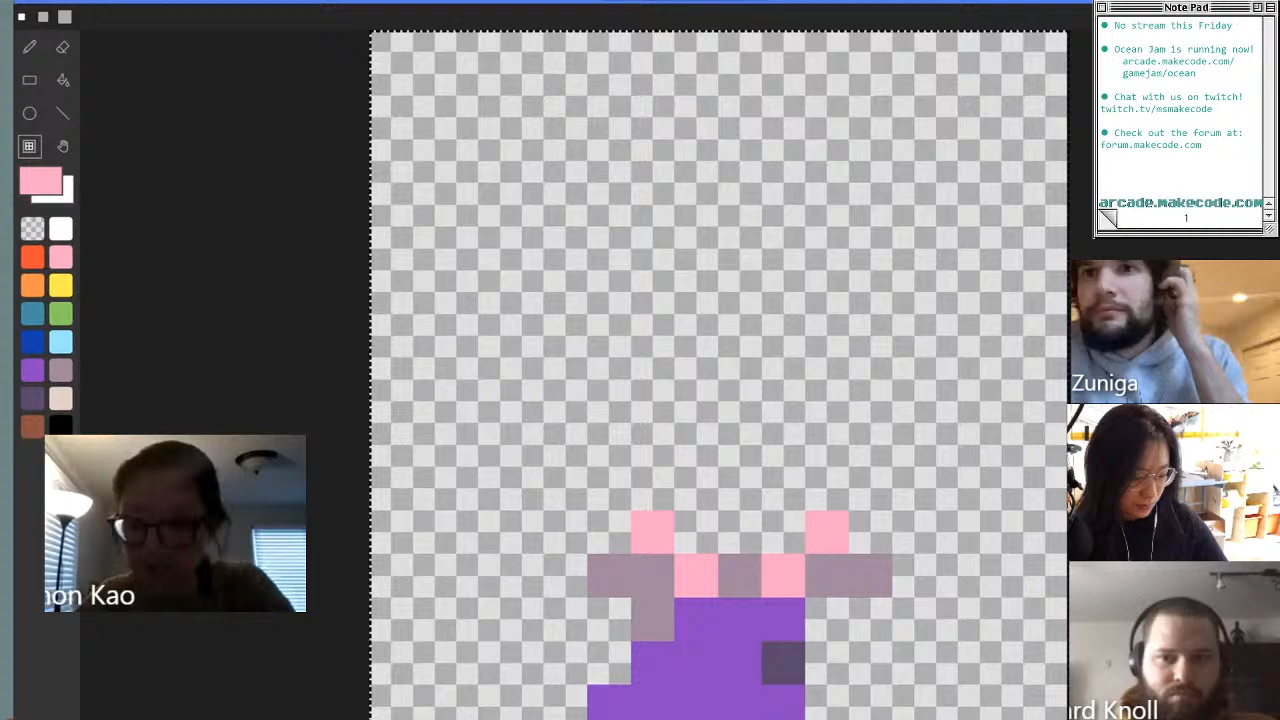 Note Pad
No stream this Friday
Ocean Jam is running now!
arcade.makecode.com/
gamejam/ocean
Chat with us on twitch!
twitch.tv/msmakecode
Check out the forum at:
forum.makecode.com
arcade.makecode.com
1
Zuniga
non Kao
ard Knoll